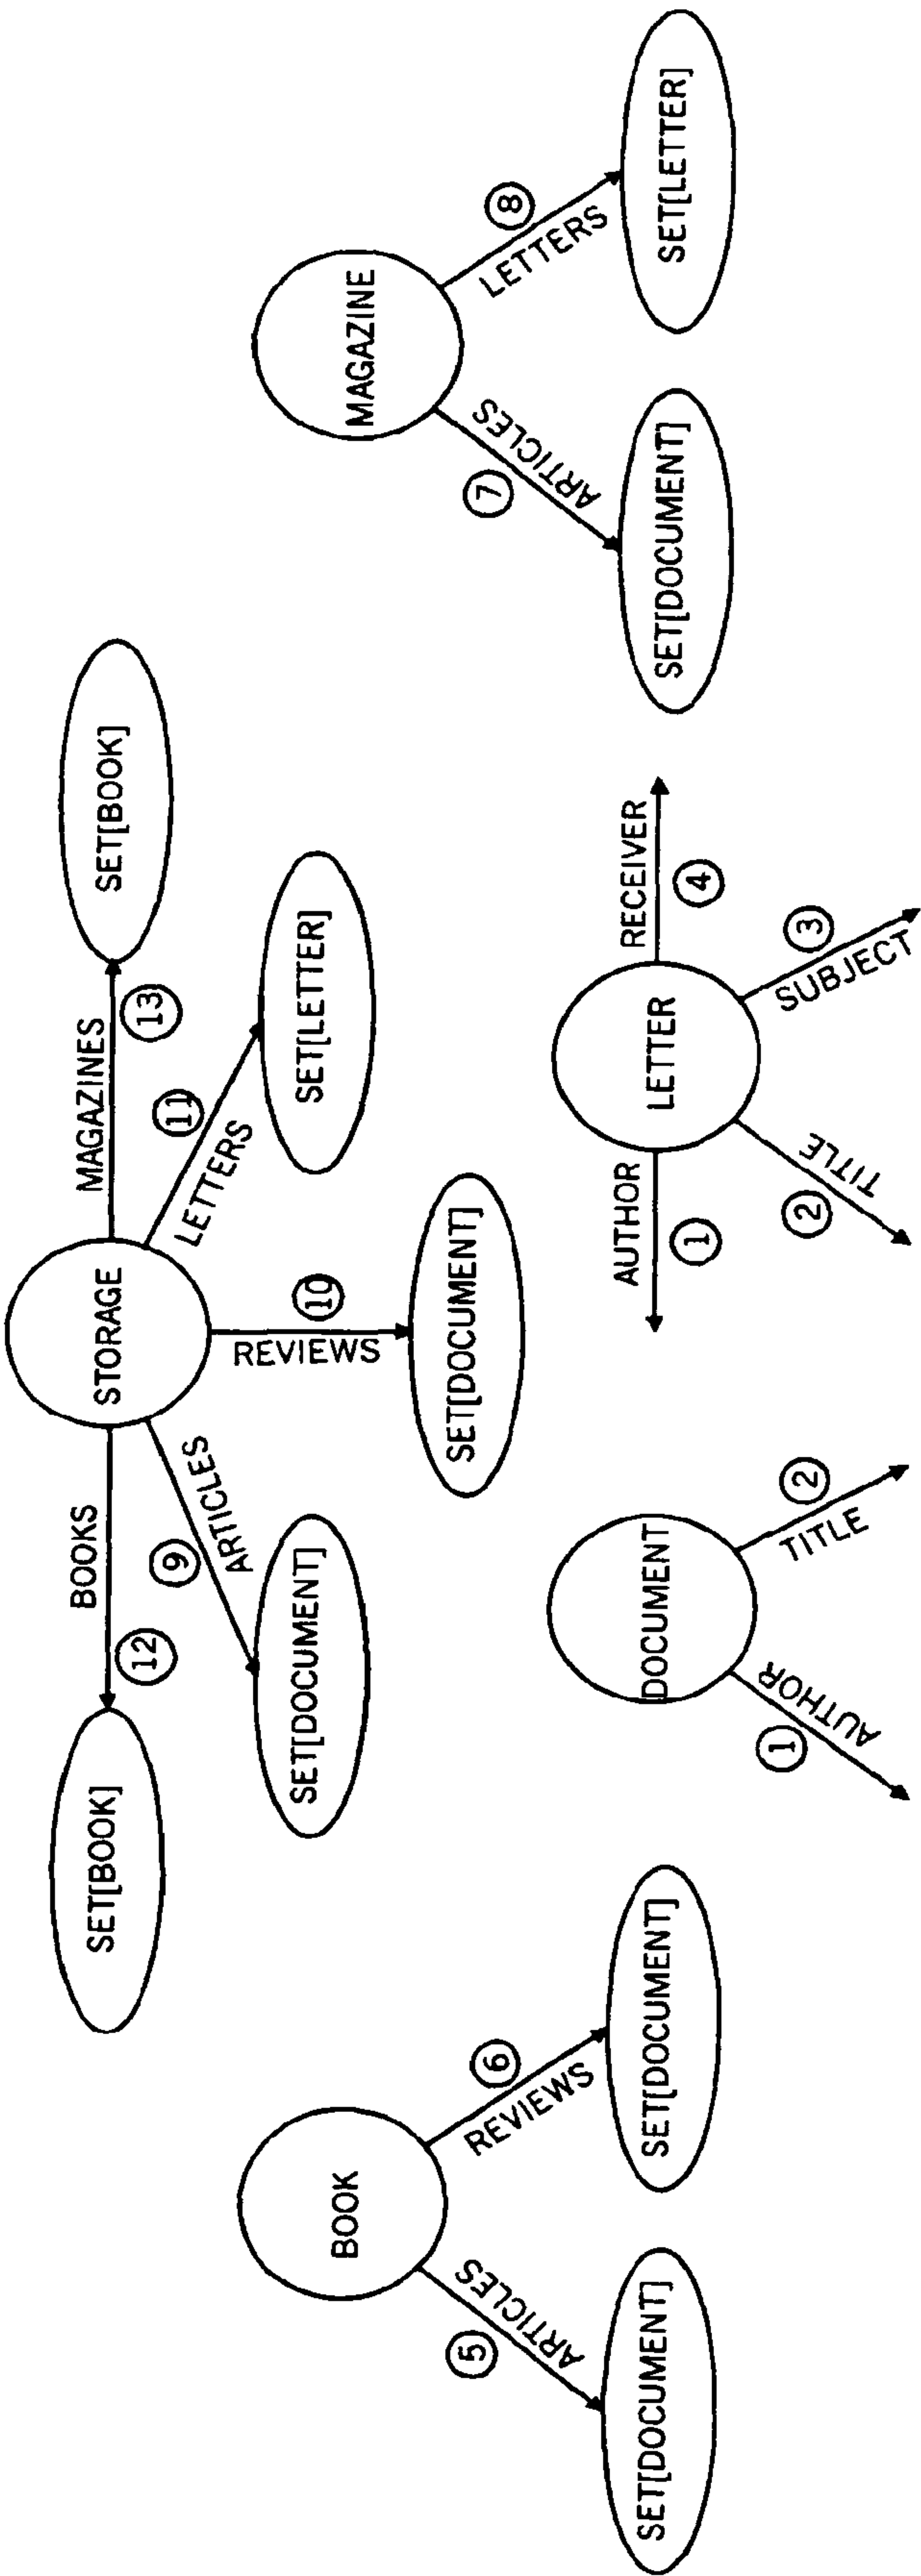 STORAGE
BOOKS
12
SET[BOOK]
9
ARTICLES
SET[DOCUMENT]
REVIEWS
10
SET[DOCUMENT]
11
LETTERS
SET[LETTER]
MAGAZINES
13
SET[BOOK]
BOOK
5
ARTICLES
SET[DOCUMENT]
6
REVIEWS
SET[DOCUMENT]
MAGAZINE
7
ARTICLES
SET[DOCUMENT]
8
LETTERS
SET[LETTER]
DOCUMENT
1
AUTHOR
2
TITLE
LETTER
AUTHOR
1
2
TITLE
3
SUBJECT
RECEIVER
4